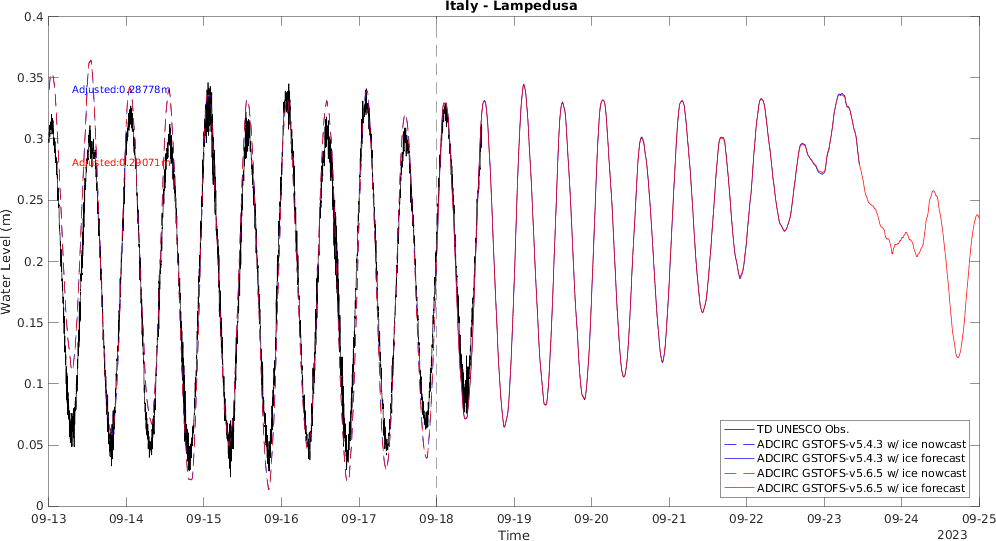 Italy - Lampedusa
0.4
0.35
0.3
0.25
0.2
0.15
0.1
0.05
0
Water Level (m)
Adjusted:0.28778m
Adjusted:0.29071m
TD UNESCO Obs.
ADCIRC GSTOFS-v5.4.3 w/ ice nowcast
ADCIRC GSTOFS-v5.4.3 w/ ice forecast
ADCIRC GSTOFS-v5.6.5 w/ ice nowcast
ADCIRC GSTOFS-v5.6.5 w/ ice forecast
09-13 09-14 09-15 09-16 09-17 09-18 09-19 09-20 09-21 09-22 09-23 09-24 09-25
Time
2023